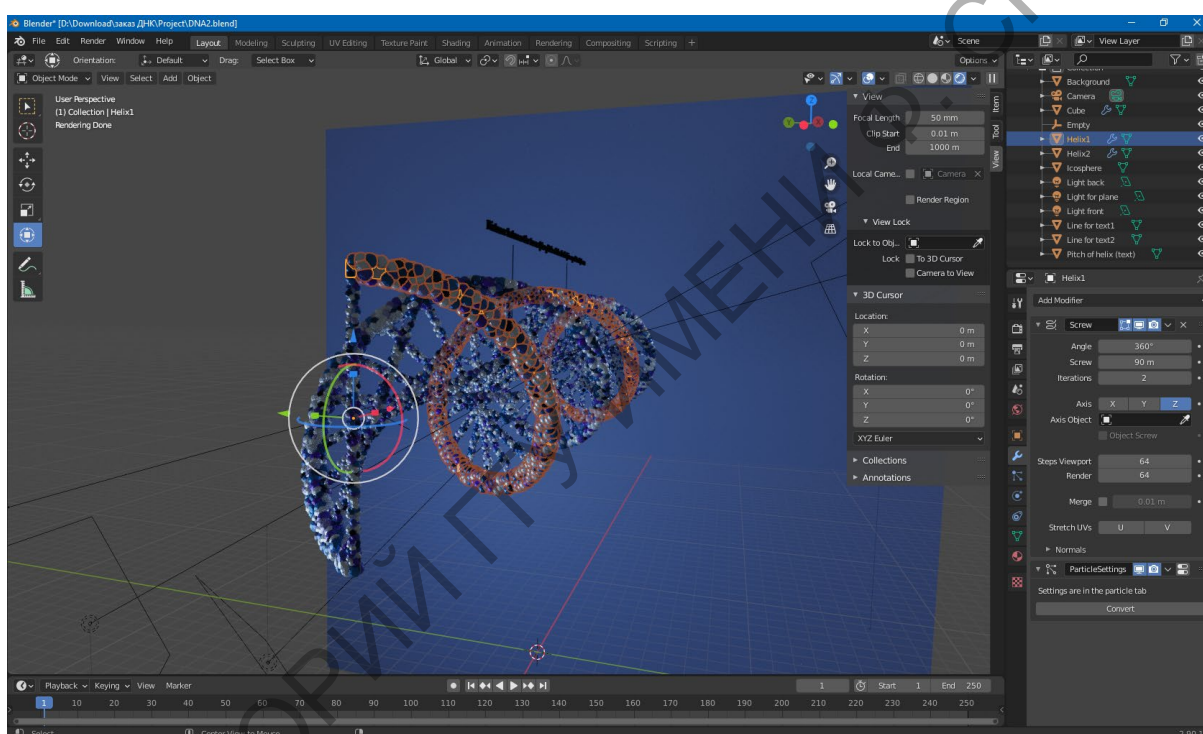 Blender* [D:\Download\заказ ДНК\Project\DNA2.blend]
File Edit Render Window Help Layout Modeling Sculpting UV Editing Texture Paint Shading Animation Rendering Compositing Scripting + Scene View Layer
Orientation: Default Drag: Select Box Global Options
Object Mode View Select Add Object
User Perspective
(1) Collection | Helix1
Rendering Done
View
Focal Length 50 mm
Clip Start 0.01 m
End 1000 m
Local Came... Camera
Render Region
View Lock
Lock to Obj...
Lock To 3D Cursor
Camera to View
3D Cursor
Location:
X 0 m
Y 0 m
Z 0 m
Rotation:
X 0°
Y 0°
Z 0°
XYZ Euler
Collections
Annotations
Item
Tool
View
Background
Camera
Cube
Empty
Helix1
Helix2
Icosphere
Light back
Light for plane
Light front
Line for text1
Line for text2
Pitch of helix (text)
Helix1
Add Modifier
Screw
Angle 360°
Screw 90 m
Iterations 2
Axis X Y Z
Axis Object
Object Screw
Steps Viewport 64
Render 64
Merge 0.01 m
Stretch UVs U V
Normals
ParticleSettings
Settings are in the particle tab
Convert
Playback Keying View Marker 1 Start 1 End 250
1 10 20 30 40 50 60 70 80 90 100 110 120 130 140 150 160 170 180 190 200 210 220 230 240 250
Select Center View to Mouse
ОРИЙ ГГУ ИМЕНИ Ф. С